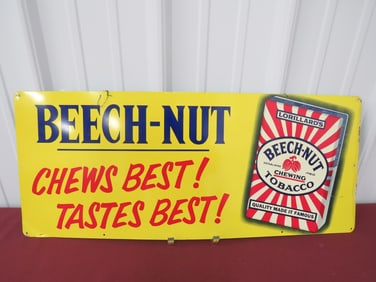 BEECH-NUT
CHEWS BEST!
TASTES BEST!
LORILLARD'S
BEECH-NUT
CHEWING
TOBACCO
QUALITY MADE IT FAMOUS